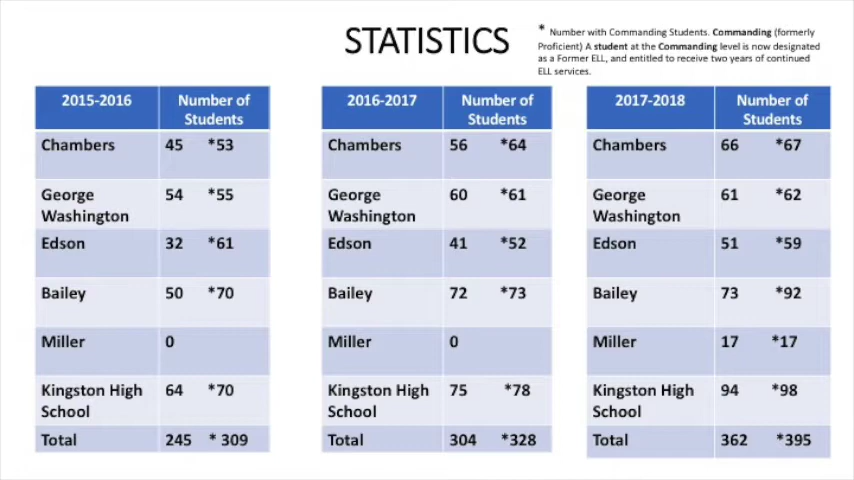 STATISTICS
* Number with Commanding Students. Commanding (formerly
Proficient) A student at the Commanding level is now designated
as a Former ELL, and entitled to receive two years of continued
ELL services.
2015-2016 Number of
Students
Chambers 45 *53
George
Washington 54 *55
Edson 32 *61
Bailey 50 *70
Miller 0
Kingston High
School 64 *70
Total 245 * 309
2016-2017 Number of
Students
Chambers 56 *64
George
Washington 60 *61
Edson 41 *52
Bailey 72 *73
Miller 0
Kingston High
School 75 *78
Total 304 *328
2017-2018 Number of
Students
Chambers 66 *67
George
Washington 61 *62
Edson 51 *59
Bailey 73 *92
Miller 17 *17
Kingston High
School 94 *98
Total 362 *395